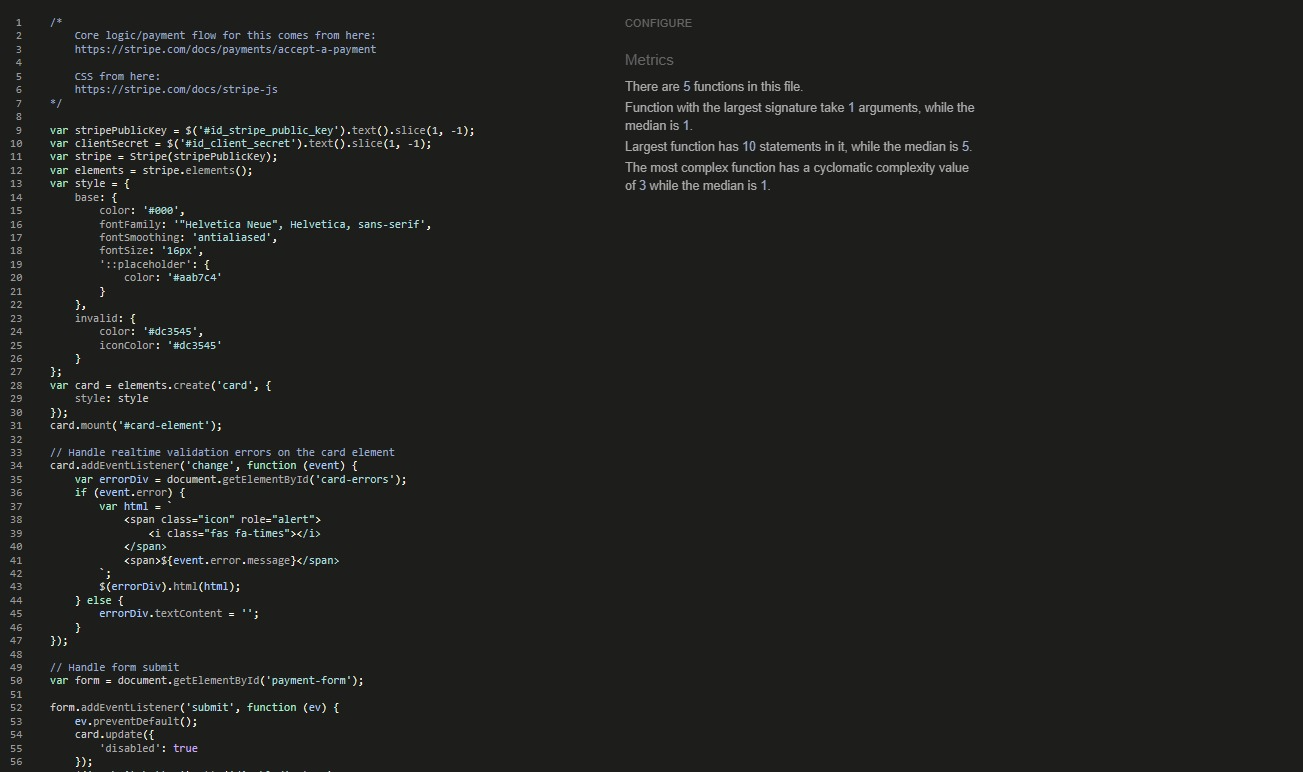 1 /*
2 Core logic/payment flow for this comes from here:
3 https://stripe.com/docs/payments/accept-a-payment
4
5 CSS from here:
6 https://stripe.com/docs/stripe-js
7 */
8
9 var stripePublicKey = $('#id_stripe_public_key').text().slice(1, -1);
10 var clientSecret = $('#id_client_secret').text().slice(1, -1);
11 var stripe = Stripe(stripePublicKey);
12 var elements = stripe.elements();
13 var style = {
14 base: {
15 color: '#000',
16 fontFamily: '"Helvetica Neue", Helvetica, sans-serif',
17 fontSmoothing: 'antialiased',
18 fontSize: '16px',
19 '::placeholder': {
20 color: '#aab7c4'
21 }
22 },
23 invalid: {
24 color: '#dc3545',
25 iconColor: '#dc3545'
26 }
27 };
28 var card = elements.create('card', {
29 style: style
30 });
31 card.mount('#card-element');
32
33 // Handle realtime validation errors on the card element
34 card.addEventListener('change', function (event) {
35 var errorDiv = document.getElementById('card-errors');
36 if (event.error) {
37 var html = `
38 <span class="icon" role="alert">
39 <i class="fas fa-times"></i>
40 </span>
41 <span>${event.error.message}</span>
42 `;
43 $(errorDiv).html(html);
44 } else {
45 errorDiv.textContent = '';
46 }
47 });
48
49 // Handle form submit
50 var form = document.getElementById('payment-form');
51
52 form.addEventListener('submit', function (ev) {
53 ev.preventDefault();
54 card.update({
55 'disabled': true
56 });
CONFIGURE
Metrics
There are 5 functions in this file.
Function with the largest signature take 1 arguments, while the
median is 1.
Largest function has 10 statements in it, while the median is 5.
The most complex function has a cyclomatic complexity value
of 3 while the median is 1.